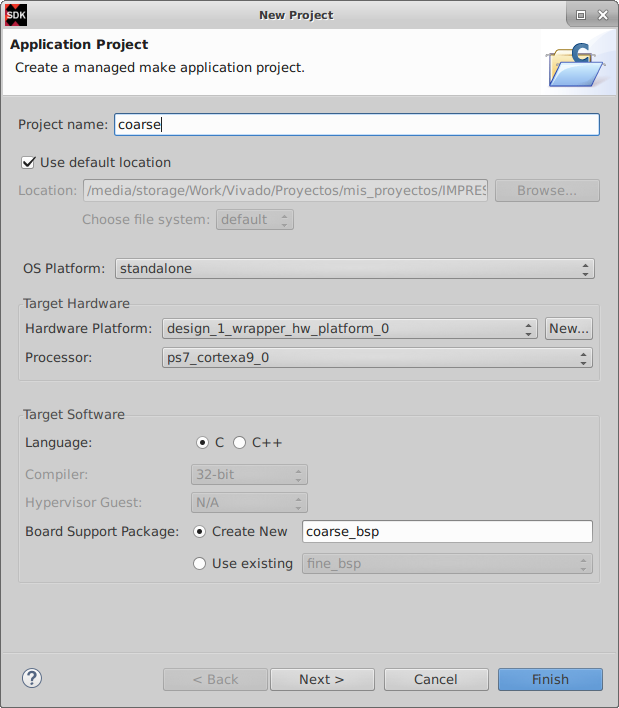 SDK
New Project
Application Project
Create a managed make application project.
C
Project name: coarse
Use default location
Location: /media/storage/Work/Vivado/Proyectos/mis_proyectos/IMPRES Browse...
Choose file system: default
OS Platform: standalone
Target Hardware
Hardware Platform: design_1_wrapper_hw_platform_0 New...
Processor: ps7_cortexa9_0
Target Software
Language: C C++
Compiler: 32-bit
Hypervisor Guest: N/A
Board Support Package: Create New coarse_bsp
Use existing fine_bsp
? < Back Next > Cancel Finish